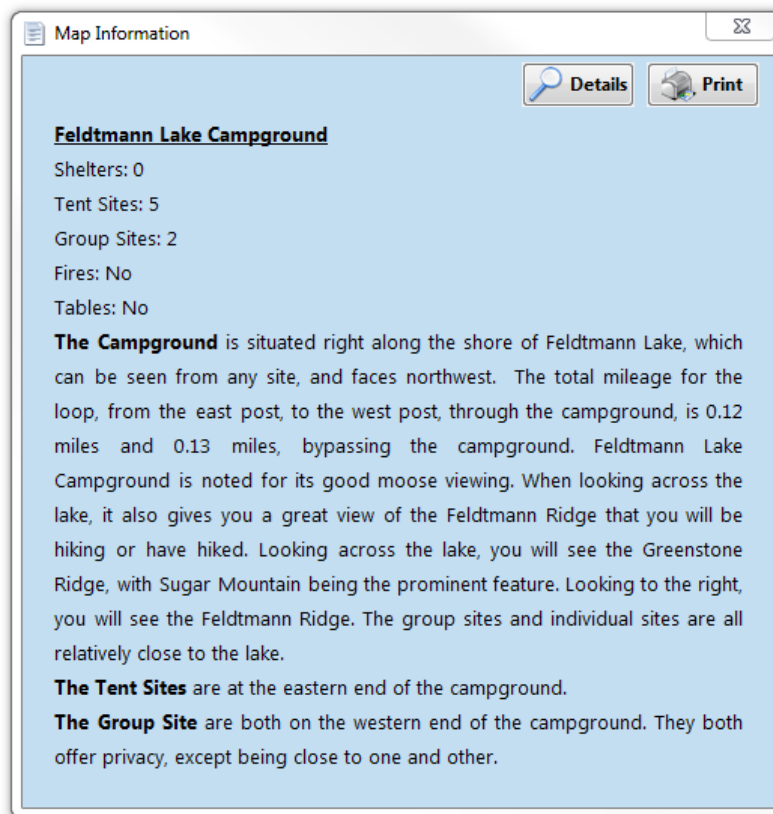 Map Information
Details Print
Feldtmann Lake Campground
Shelters: 0
Tent Sites: 5
Group Sites: 2
Fires: No
Tables: No
The Campground is situated right along the shore of Feldtmann Lake, which
can be seen from any site, and faces northwest. The total mileage for the
loop, from the east post, to the west post, through the campground, is 0.12
miles and 0.13 miles, bypassing the campground. Feldtmann Lake
Campground is noted for its good moose viewing. When looking across the
lake, it also gives you a great view of the Feldtmann Ridge that you will be
hiking or have hiked. Looking across the lake, you will see the Greenstone
Ridge, with Sugar Mountain being the prominent feature. Looking to the right,
you will see the Feldtmann Ridge. The group sites and individual sites are all
relatively close to the lake.
The Tent Sites are at the eastern end of the campground.
The Group Site are both on the western end of the campground. They both
offer privacy, except being close to one and other.